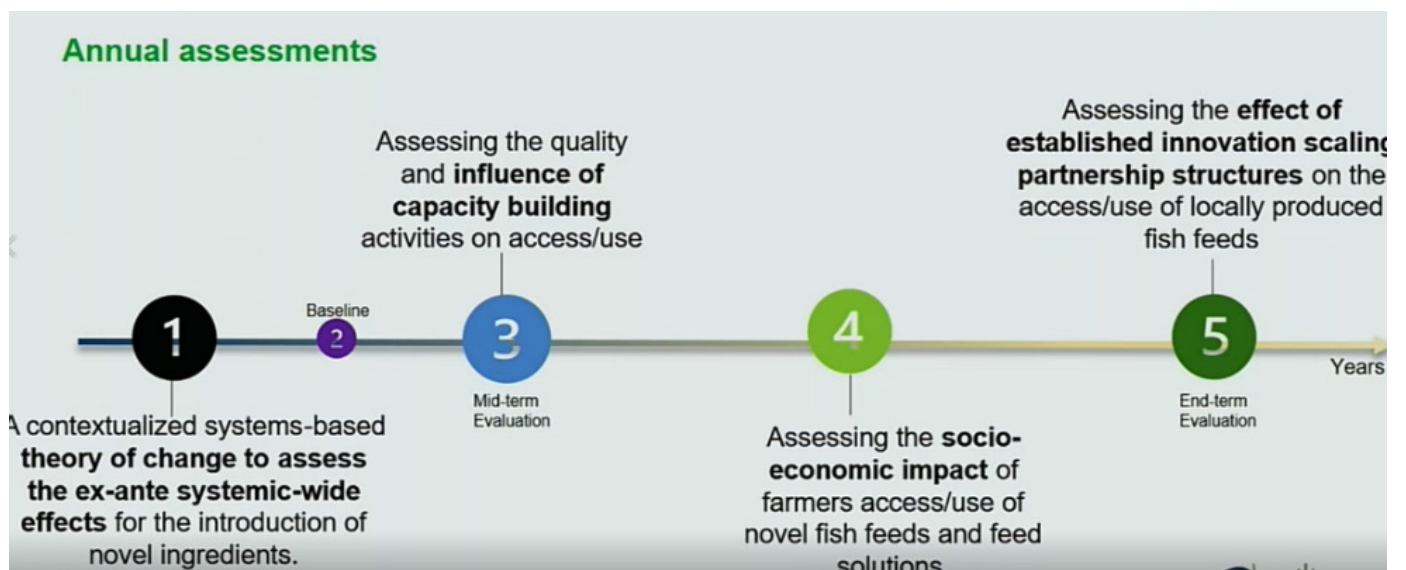 Annual assessments
Assessing the quality
and influence of
capacity building
activities on access/use
Assessing the effect of
established innovation scaling
partnership structures on the
access/use of locally produced
fish feeds
Baseline
1
2
3
4
5
Years
Mid-term
Evaluation
End-term
Evaluation
A contextualized systems-based
theory of change to assess
the ex-ante systemic-wide
effects for the introduction of
novel ingredients.
Assessing the socio-
economic impact of
farmers access/use of
novel fish feeds and feed
solutions